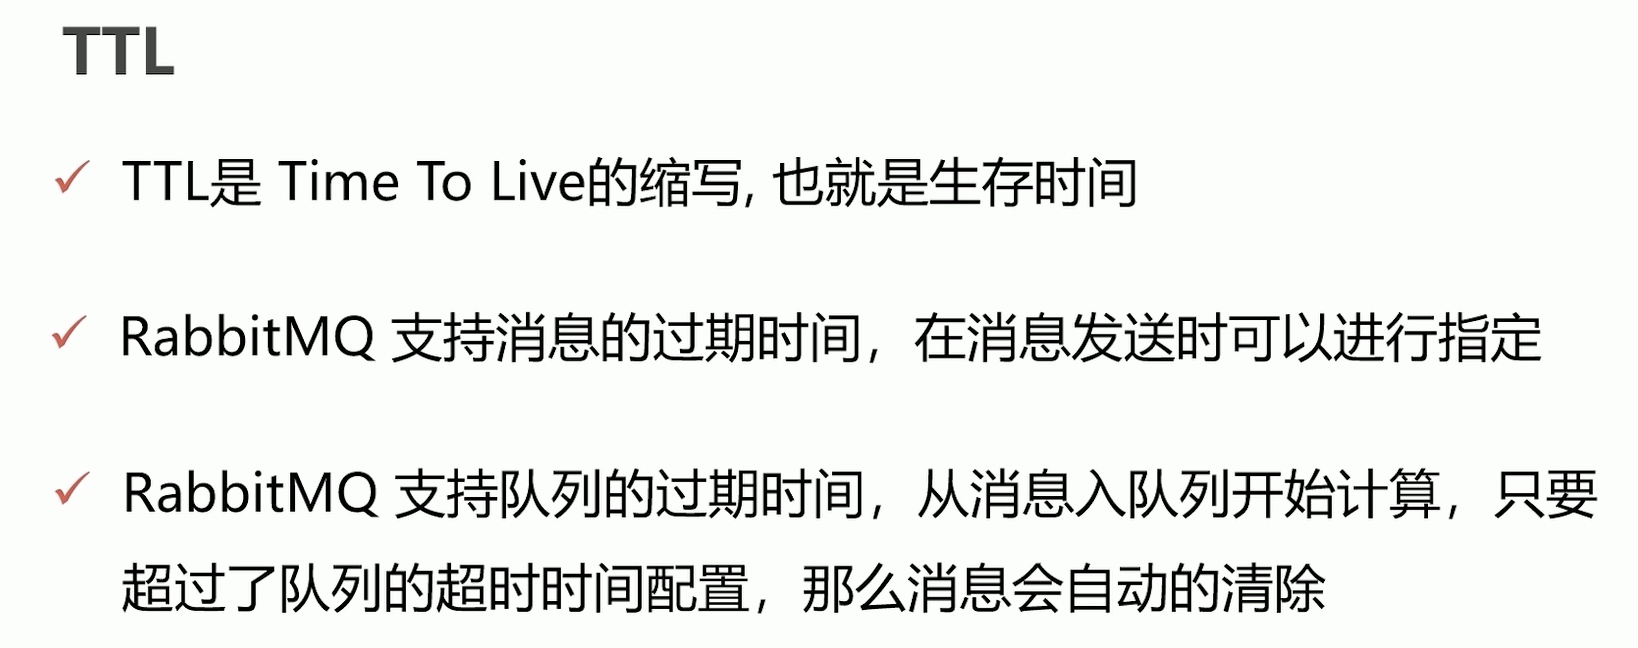 TTL
TTL是 Time To Live的缩写, 也就是生存时间
RabbitMQ 支持消息的过期时间，在消息发送时可以进行指定
RabbitMQ 支持队列的过期时间，从消息入队列开始计算，只要
超过了队列的超时时间配置，那么消息会自动的清除